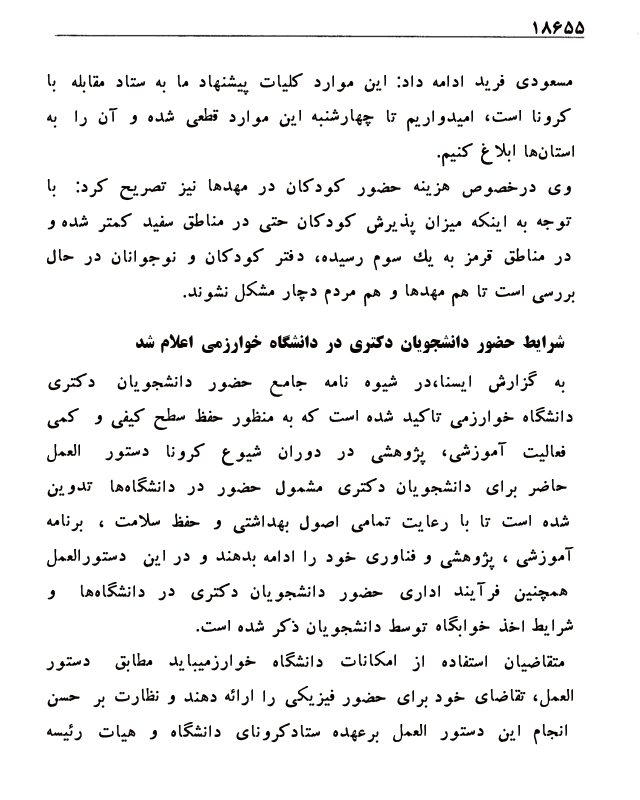 ۱۸۶۵۵
مسعودی فرید ادامه داد: این موارد کلیات پیشنهاد ما به ستاد مقابله با
کرونا است، امیدواریم تا چهارشنبه این موارد قطعی شده و آن را به
استان‌ها ابلاغ کنیم.
وی درخصوص هزینه حضور کودکان در مهدها نیز تصریح کرد: با
توجه به اینکه میزان پذیرش کودکان حتی در مناطق سفید کمتر شده و
در مناطق قرمز به یك سوم رسیده، دفتر کودکان و نوجوانان در حال
بررسی است تا هم مهدها و هم مردم دچار مشکل نشوند.
شرایط حضور دانشجویان دکتری در دانشگاه خوارزمی اعلام شد
به گزارش ایسنا،در شیوه نامه جامع حضور دانشجویان دکتری
دانشگاه خوارزمی تاکید شده است که به منظور حفظ سطح کیفی و کمی
فعالیت آموزشی، پژوهشی در دوران شیوع کرونا دستور العمل
حاضر برای دانشجویان دکتری مشمول حضور در دانشگاه‌ها تدوین
شده است تا با رعایت تمامی اصول بهداشتی و حفظ سلامت ، برنامه
آموزشی ، پژوهشی و فناوری خود را ادامه بدهند و در این دستورالعمل
همچنین فرآیند اداری حضور دانشجویان دکتری در دانشگاه‌ها و
شرایط اخذ خوابگاه توسط دانشجویان ذکر شده است.
متقاضیان استفاده از امکانات دانشگاه خوارزمیباید مطابق دستور
العمل، تقاضای خود برای حضور فیزیکی را ارائه دهند و نظارت بر حسن
انجام این دستور العمل برعهده ستادکرونای دانشگاه و هیات رئیسه